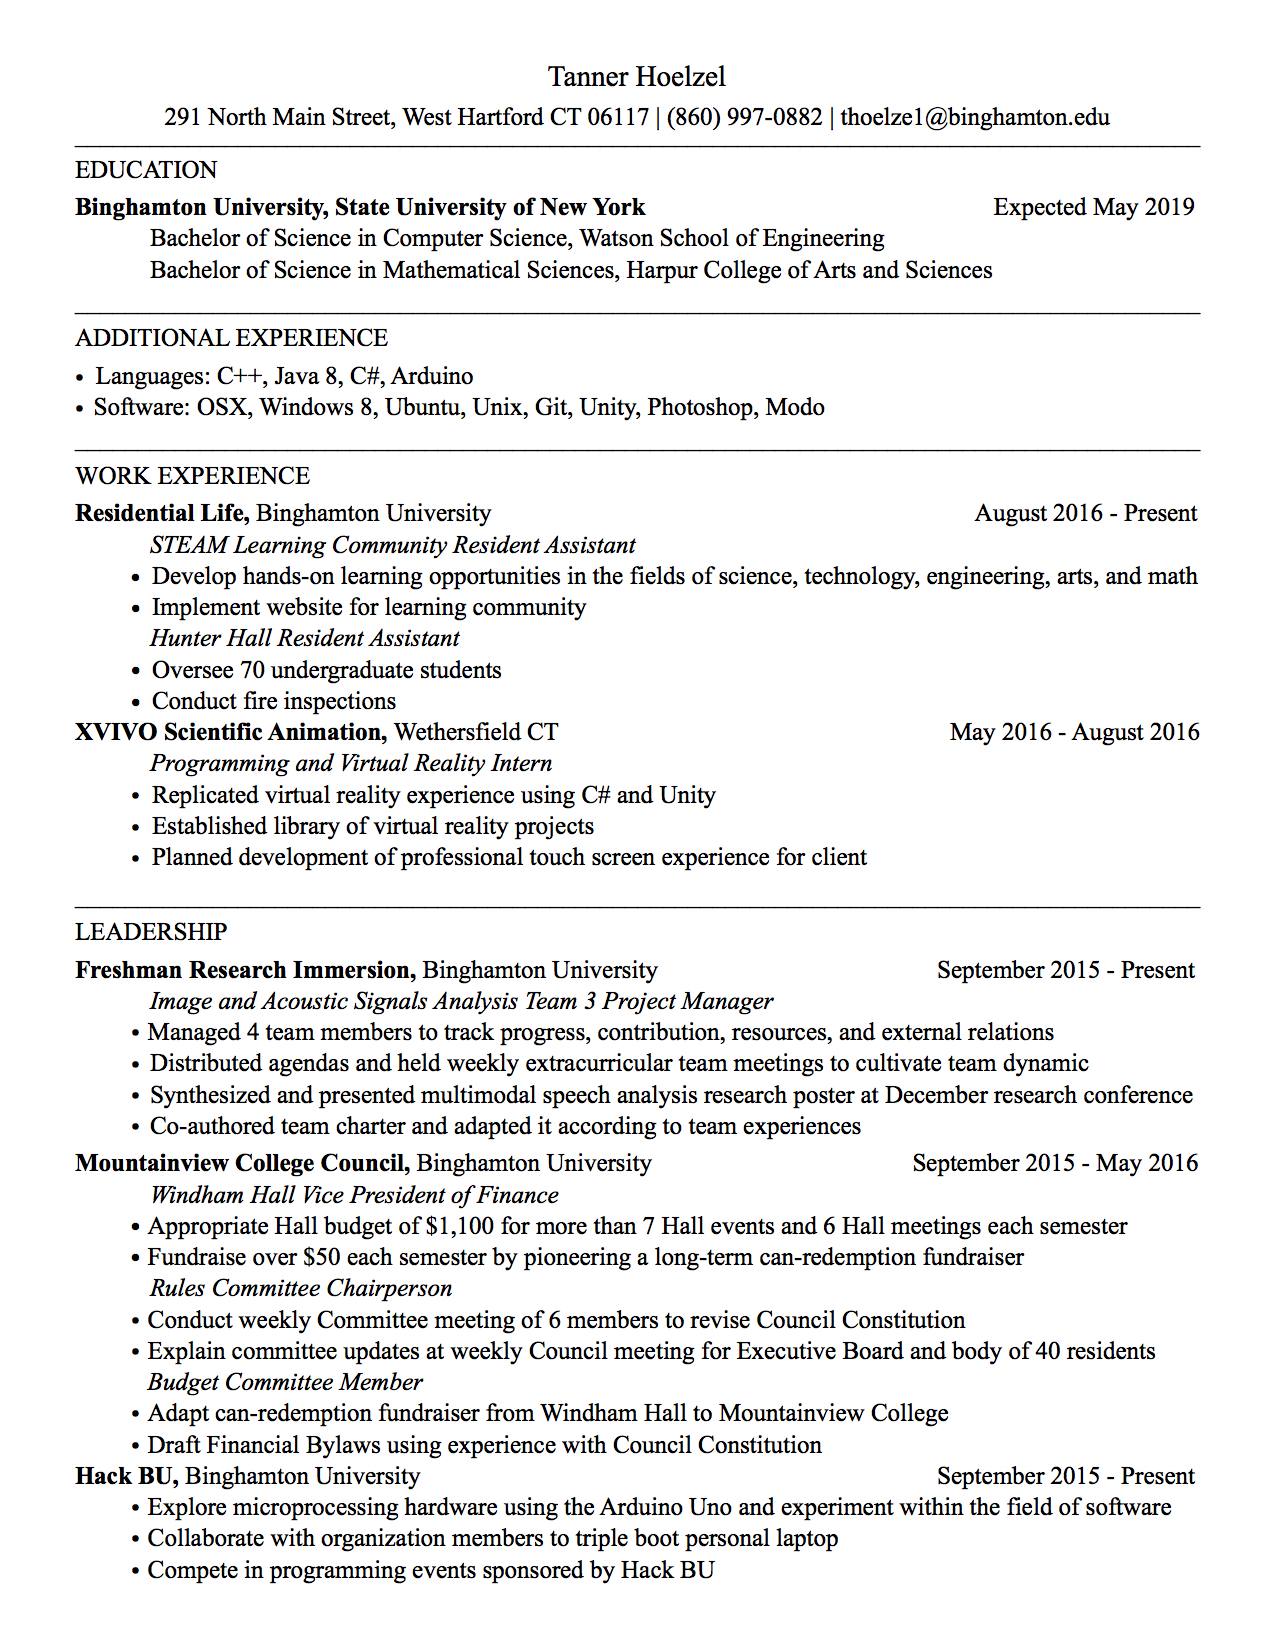 Tanner Hoelzel
291 North Main Street, West Hartford CT 06117 | (860) 997-0882 | thoelze1@binghamton.edu
EDUCATION
Binghamton University, State University of New York Expected May 2019
Bachelor of Science in Computer Science, Watson School of Engineering
Bachelor of Science in Mathematical Sciences, Harpur College of Arts and Sciences
ADDITIONAL EXPERIENCE
• Languages: C++, Java 8, C#, Arduino
• Software: OSX, Windows 8, Ubuntu, Unix, Git, Unity, Photoshop, Modo
WORK EXPERIENCE
Residential Life, Binghamton University August 2016 - Present
STEAM Learning Community Resident Assistant
• Develop hands-on learning opportunities in the fields of science, technology, engineering, arts, and math
• Implement website for learning community
Hunter Hall Resident Assistant
• Oversee 70 undergraduate students
• Conduct fire inspections
XVIVO Scientific Animation, Wethersfield CT May 2016 - August 2016
Programming and Virtual Reality Intern
• Replicated virtual reality experience using C# and Unity
• Established library of virtual reality projects
• Planned development of professional touch screen experience for client
LEADERSHIP
Freshman Research Immersion, Binghamton University September 2015 - Present
Image and Acoustic Signals Analysis Team 3 Project Manager
• Managed 4 team members to track progress, contribution, resources, and external relations
• Distributed agendas and held weekly extracurricular team meetings to cultivate team dynamic
• Synthesized and presented multimodal speech analysis research poster at December research conference
• Co-authored team charter and adapted it according to team experiences
Mountainview College Council, Binghamton University September 2015 - May 2016
Windham Hall Vice President of Finance
• Appropriate Hall budget of $1,100 for more than 7 Hall events and 6 Hall meetings each semester
• Fundraise over $50 each semester by pioneering a long-term can-redemption fundraiser
Rules Committee Chairperson
• Conduct weekly Committee meeting of 6 members to revise Council Constitution
• Explain committee updates at weekly Council meeting for Executive Board and body of 40 residents
Budget Committee Member
• Adapt can-redemption fundraiser from Windham Hall to Mountainview College
• Draft Financial Bylaws using experience with Council Constitution
Hack BU, Binghamton University September 2015 - Present
• Explore microprocessing hardware using the Arduino Uno and experiment within the field of software
• Collaborate with organization members to triple boot personal laptop
• Compete in programming events sponsored by Hack BU